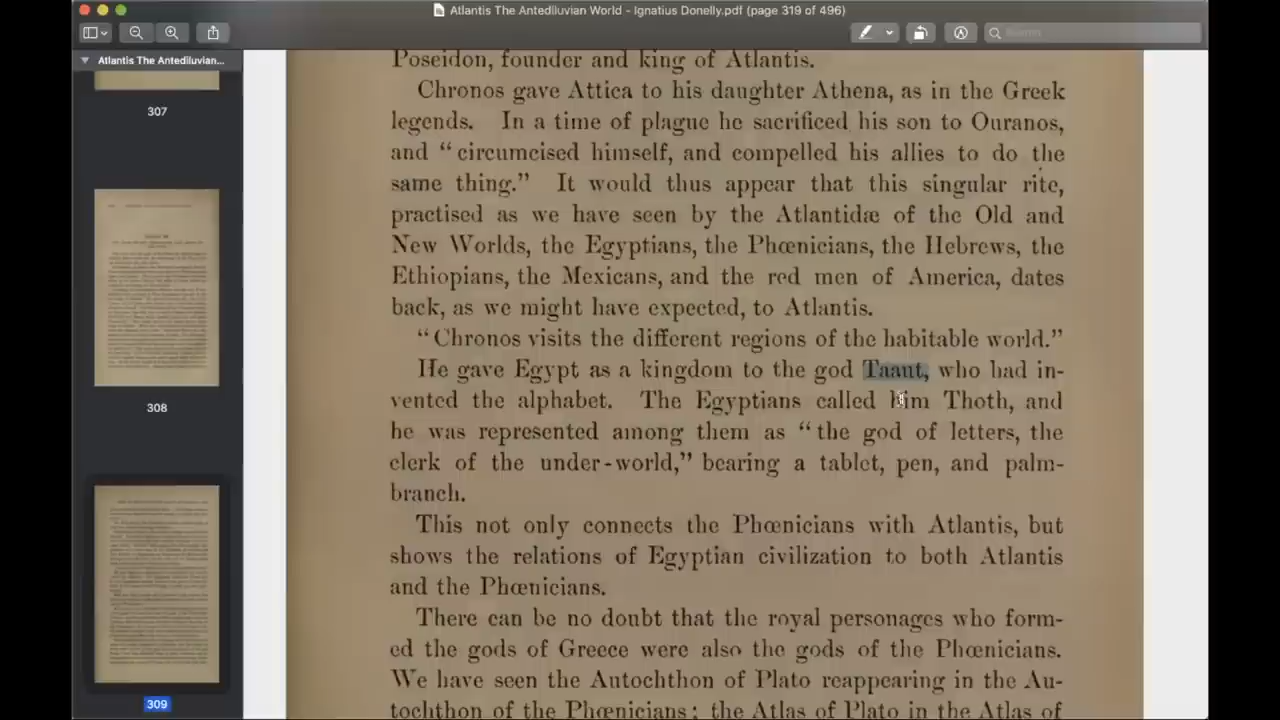 Atlantis The Antediluvian World - Ignatius Donelly.pdf (page 319 of 496)
Search
Atlantis The Antediluvian...
307
308
309
Poseidon, founder and king of Atlantis.
Chronos gave Attica to his daughter Athena, as in the Greek
legends. In a time of plague he sacrificed his son to Ouranos,
and “circumcised himself, and compelled his allies to do the
same thing.” It would thus appear that this singular rite,
practised as we have seen by the Atlantidæ of the Old and
New Worlds, the Egyptians, the Phœnicians, the Hebrews, the
Ethiopians, the Mexicans, and the red men of America, dates
back, as we might have expected, to Atlantis.
“Chronos visits the different regions of the habitable world.”
He gave Egypt as a kingdom to the god Taaut, who had in-
vented the alphabet. The Egyptians called him Thoth, and
he was represented among them as “the god of letters, the
clerk of the under-world,” bearing a tablet, pen, and palm-
branch.
This not only connects the Phœnicians with Atlantis, but
shows the relations of Egyptian civilization to both Atlantis
and the Phœnicians.
There can be no doubt that the royal personages who form-
ed the gods of Greece were also the gods of the Phœnicians.
We have seen the Autochthon of Plato reappearing in the Au-
tochthon of the Phœnicians; the Atlas of Plato in the Atlas of